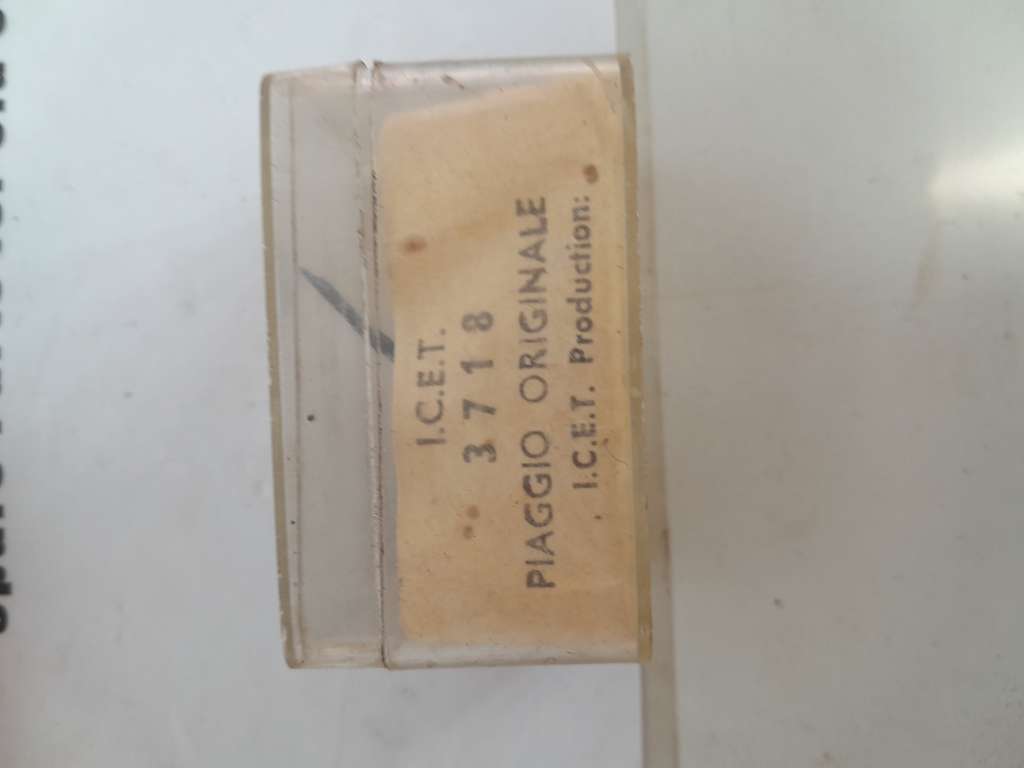 I.C.E.T.
3 7 1 8
PIAGGIO ORIGINALE
I.C.E.T. Production: